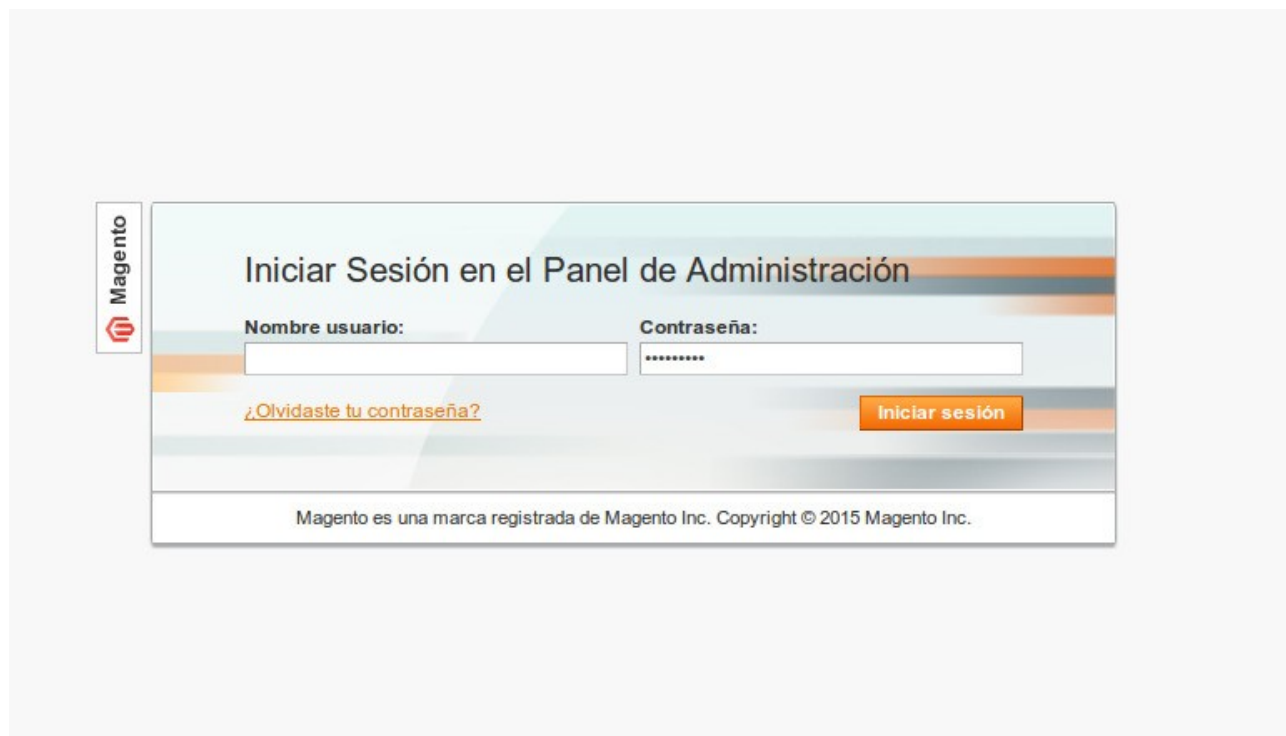 Magento
Iniciar Sesión en el Panel de Administración
Nombre usuario:
Contraseña:
•••••••••
¿Olvidaste tu contraseña?
Iniciar sesión
Magento es una marca registrada de Magento Inc. Copyright © 2015 Magento Inc.